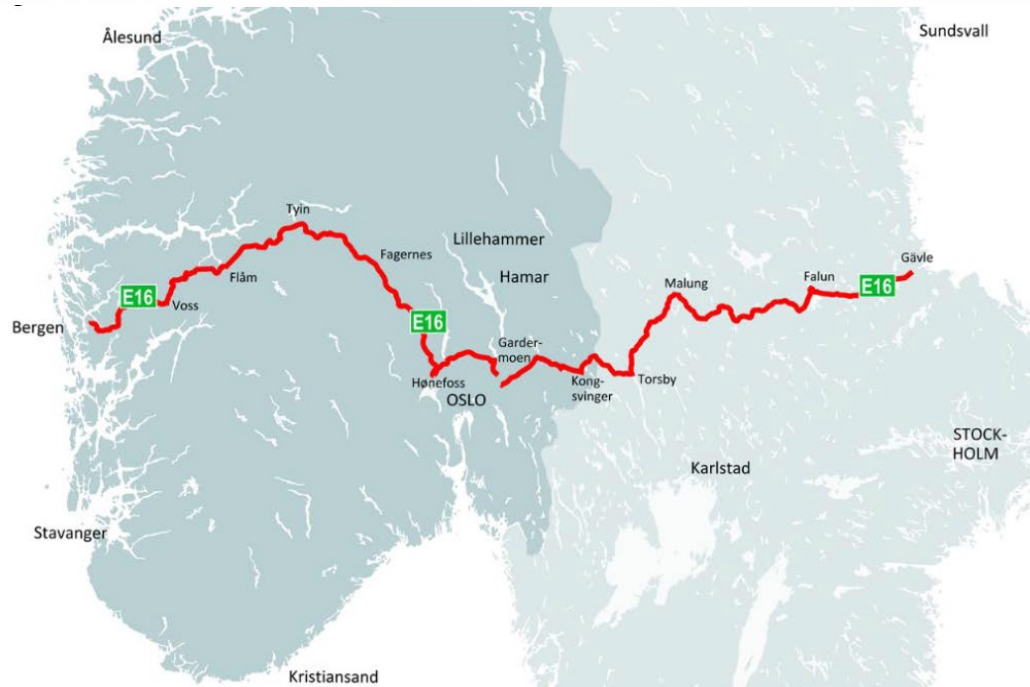 Ålesund
Sundsvall
Tyin
Lillehammer
Fagernes
Hamar
Flåm
Gävle
Falun
Malung
E16
E16
E16
Voss
Bergen
Garder-
moen
Hønefoss
OSLO
Kong-
svinger
Torsby
STOCK-
HOLM
Karlstad
Stavanger
Kristiansand